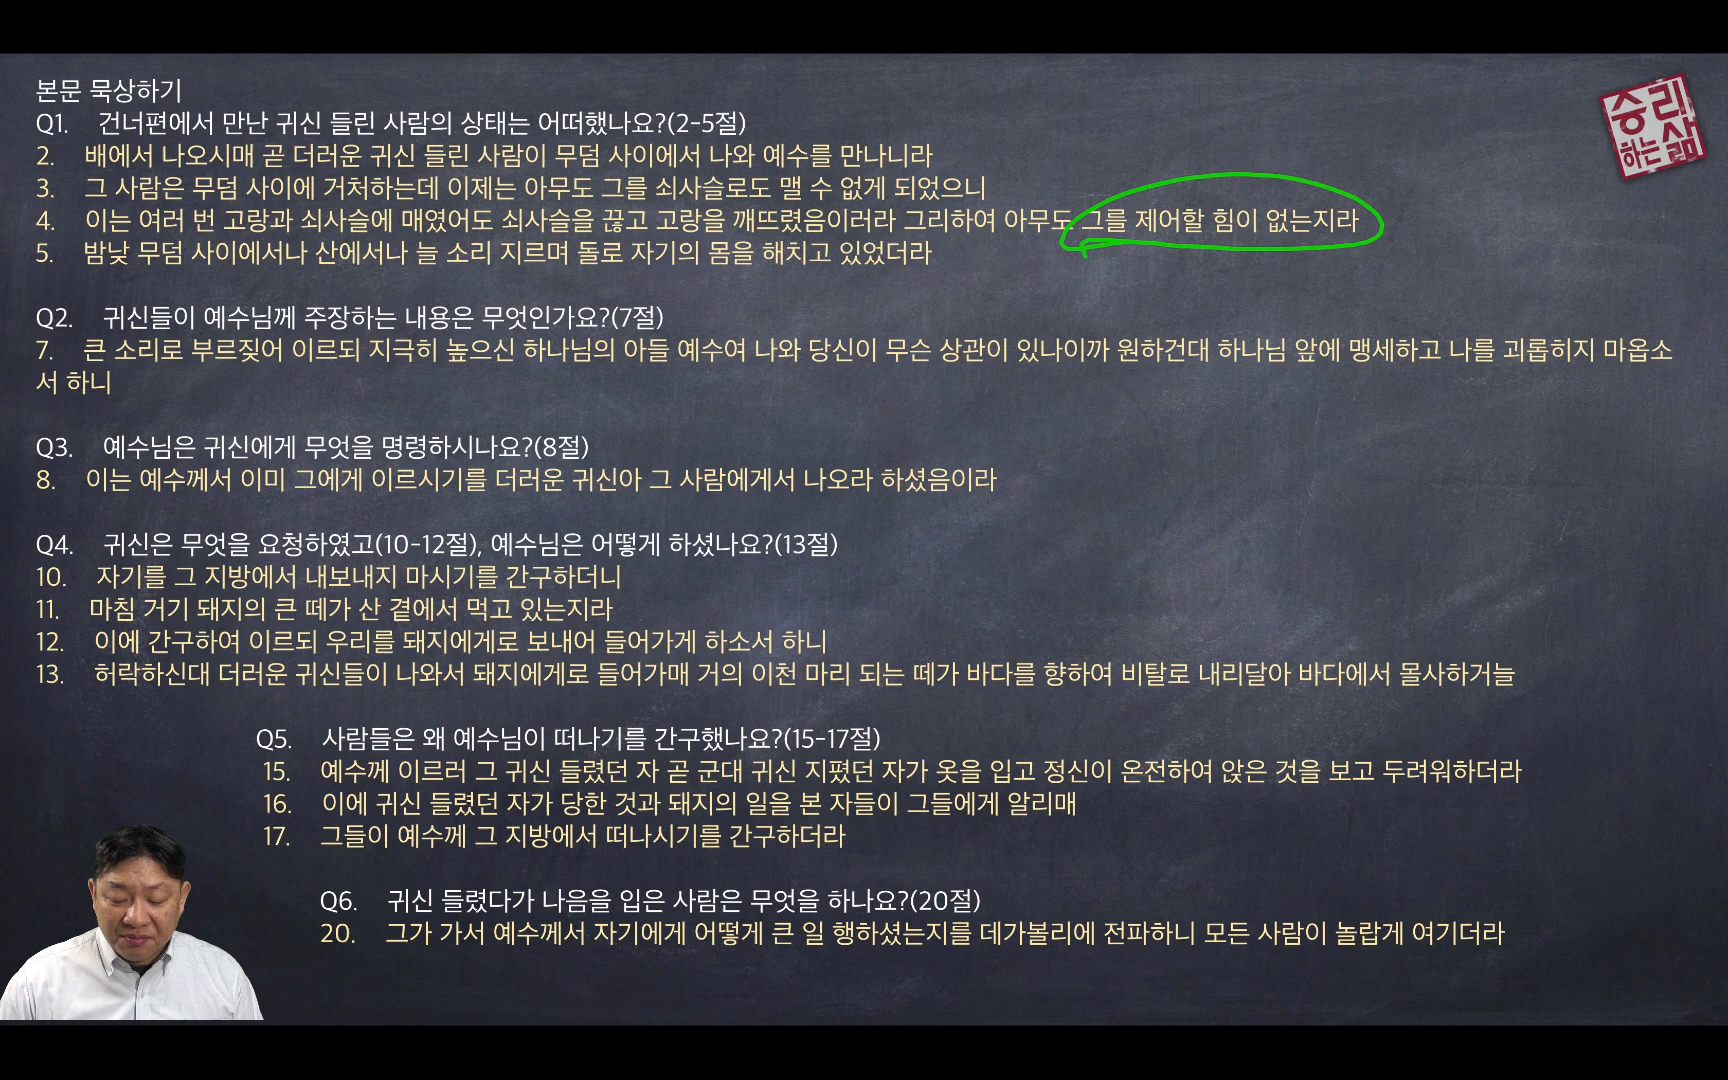 본문 묵상하기
승리하는 삶
Q1. 건너편에서 만난 귀신 들린 사람의 상태는 어떠했나요?(2-5절)
2. 배에서 나오시매 곧 더러운 귀신 들린 사람이 무덤 사이에서 나와 예수를 만나니라
3. 그 사람은 무덤 사이에 거처하는데 이제는 아무도 그를 쇠사슬로도 맬 수 없게 되었으니
4. 이는 여러 번 고랑과 쇠사슬에 매였어도 쇠사슬을 끊고 고랑을 깨뜨렸음이러라 그리하여 아무도 그를 제어할 힘이 없는지라
5. 밤낮 무덤 사이에서나 산에서나 늘 소리 지르며 돌로 자기의 몸을 해치고 있었더라
Q2. 귀신들이 예수님께 주장하는 내용은 무엇인가요?(7절)
7. 큰 소리로 부르짖어 이르되 지극히 높으신 하나님의 아들 예수여 나와 당신이 무슨 상관이 있나이까 원하건대 하나님 앞에 맹세하고 나를 괴롭히지 마옵소
서 하니
Q3. 예수님은 귀신에게 무엇을 명령하시나요?(8절)
8. 이는 예수께서 이미 그에게 이르시기를 더러운 귀신아 그 사람에게서 나오라 하셨음이라
Q4. 귀신은 무엇을 요청하였고(10-12절), 예수님은 어떻게 하셨나요?(13절)
10. 자기를 그 지방에서 내보내지 마시기를 간구하더니
11. 마침 거기 돼지의 큰 떼가 산 곁에서 먹고 있는지라
12. 이에 간구하여 이르되 우리를 돼지에게로 보내어 들어가게 하소서 하니
13. 허락하신대 더러운 귀신들이 나와서 돼지에게로 들어가매 거의 이천 마리 되는 떼가 바다를 향하여 비탈로 내리달아 바다에서 몰사하거늘
Q5. 사람들은 왜 예수님이 떠나기를 간구했나요?(15-17절)
15. 예수께 이르러 그 귀신 들렸던 자 곧 군대 귀신 지폈던 자가 옷을 입고 정신이 온전하여 앉은 것을 보고 두려워하더라
16. 이에 귀신 들렸던 자가 당한 것과 돼지의 일을 본 자들이 그들에게 알리매
17. 그들이 예수께 그 지방에서 떠나시기를 간구하더라
Q6. 귀신 들렸다가 나음을 입은 사람은 무엇을 하나요?(20절)
20. 그가 가서 예수께서 자기에게 어떻게 큰 일 행하셨는지를 데가볼리에 전파하니 모든 사람이 놀랍게 여기더라